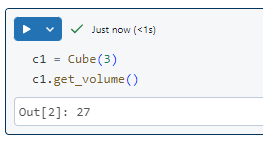 Just now (<1s)
c1 = Cube(3)
c1.get_volume()
Out[2]: 27